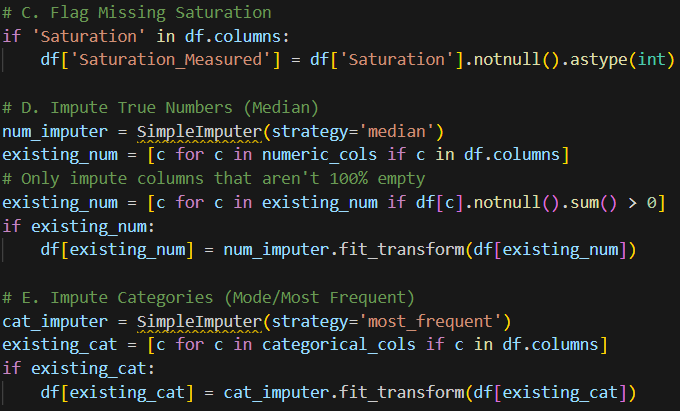 # C. Flag Missing Saturation
if 'Saturation' in df.columns:
    df['Saturation_Measured'] = df['Saturation'].notnull().astype(int)

# D. Impute True Numbers (Median)
num_imputer = SimpleImputer(strategy='median')
existing_num = [c for c in numeric_cols if c in df.columns]
# Only impute columns that aren't 100% empty
existing_num = [c for c in existing_num if df[c].notnull().sum() > 0]
if existing_num:
    df[existing_num] = num_imputer.fit_transform(df[existing_num])

# E. Impute Categories (Mode/Most Frequent)
cat_imputer = SimpleImputer(strategy='most_frequent')
existing_cat = [c for c in categorical_cols if c in df.columns]
if existing_cat:
    df[existing_cat] = cat_imputer.fit_transform(df[existing_cat])